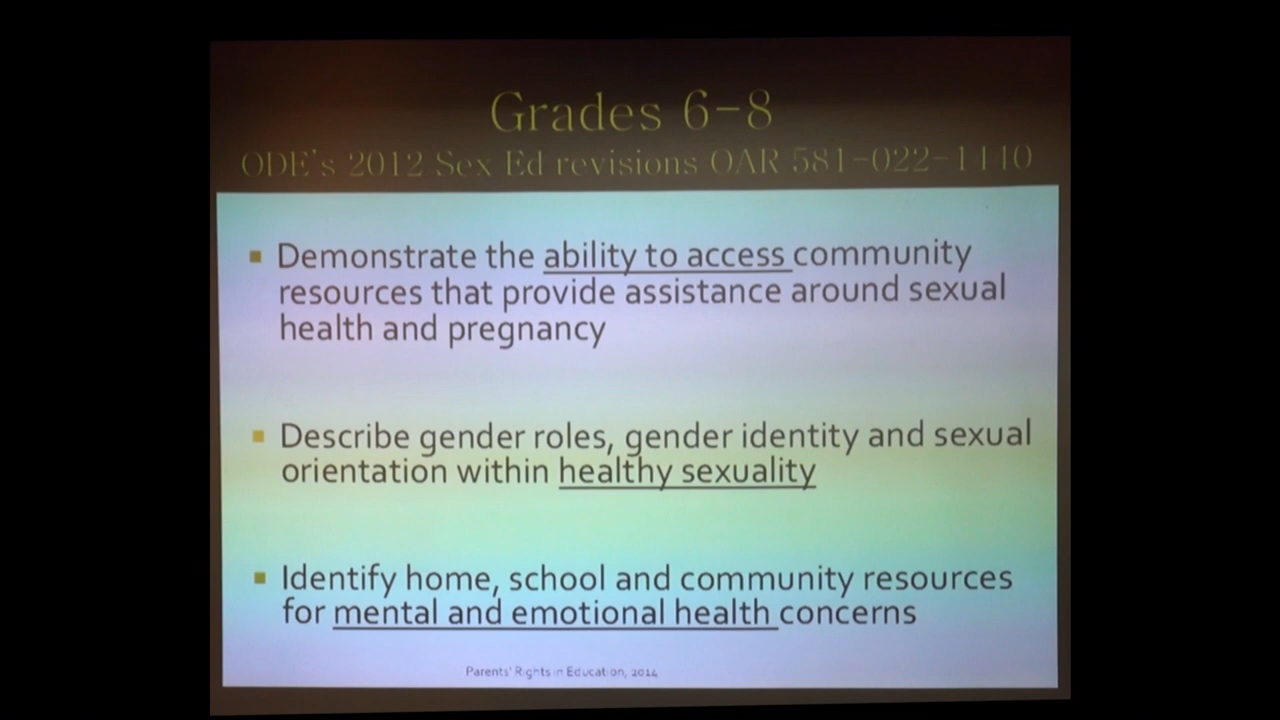 Grades 6-8
ODE's 2012 Sex Ed revisions OAR 581-022-1440
▪ Demonstrate the ability to access community
resources that provide assistance around sexual
health and pregnancy
▪ Describe gender roles, gender identity and sexual
orientation within healthy sexuality
▪ Identify home, school and community resources
for mental and emotional health concerns
Parents' Rights in Education, 2014